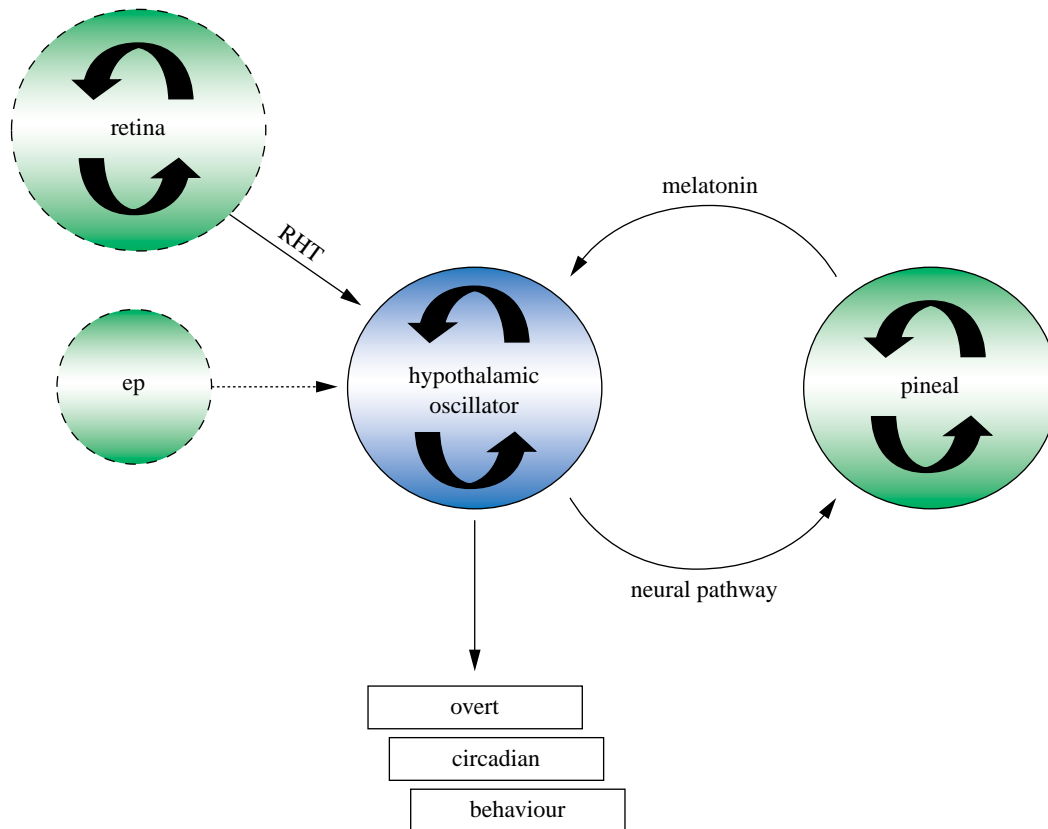 retina
RHT
melatonin
ep
hypothalamic
oscillator
pineal
neural pathway
overt
circadian
behaviour